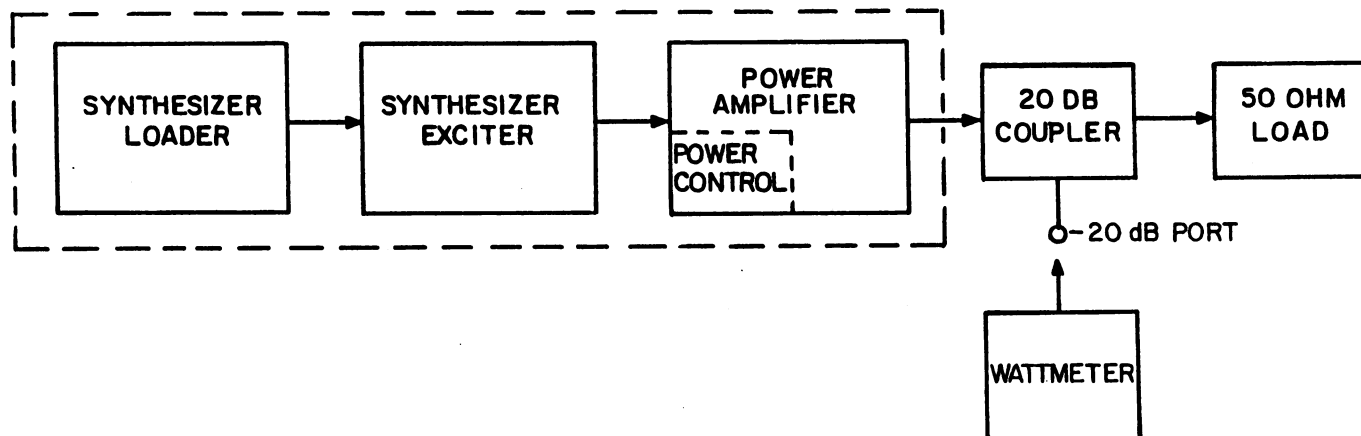 SYNTHESIZER
LOADER
SYNTHESIZER
EXCITER
POWER
AMPLIFIER
POWER
CONTROL
20 DB
COUPLER
50 OHM
LOAD
-20 dB PORT
WATTMETER